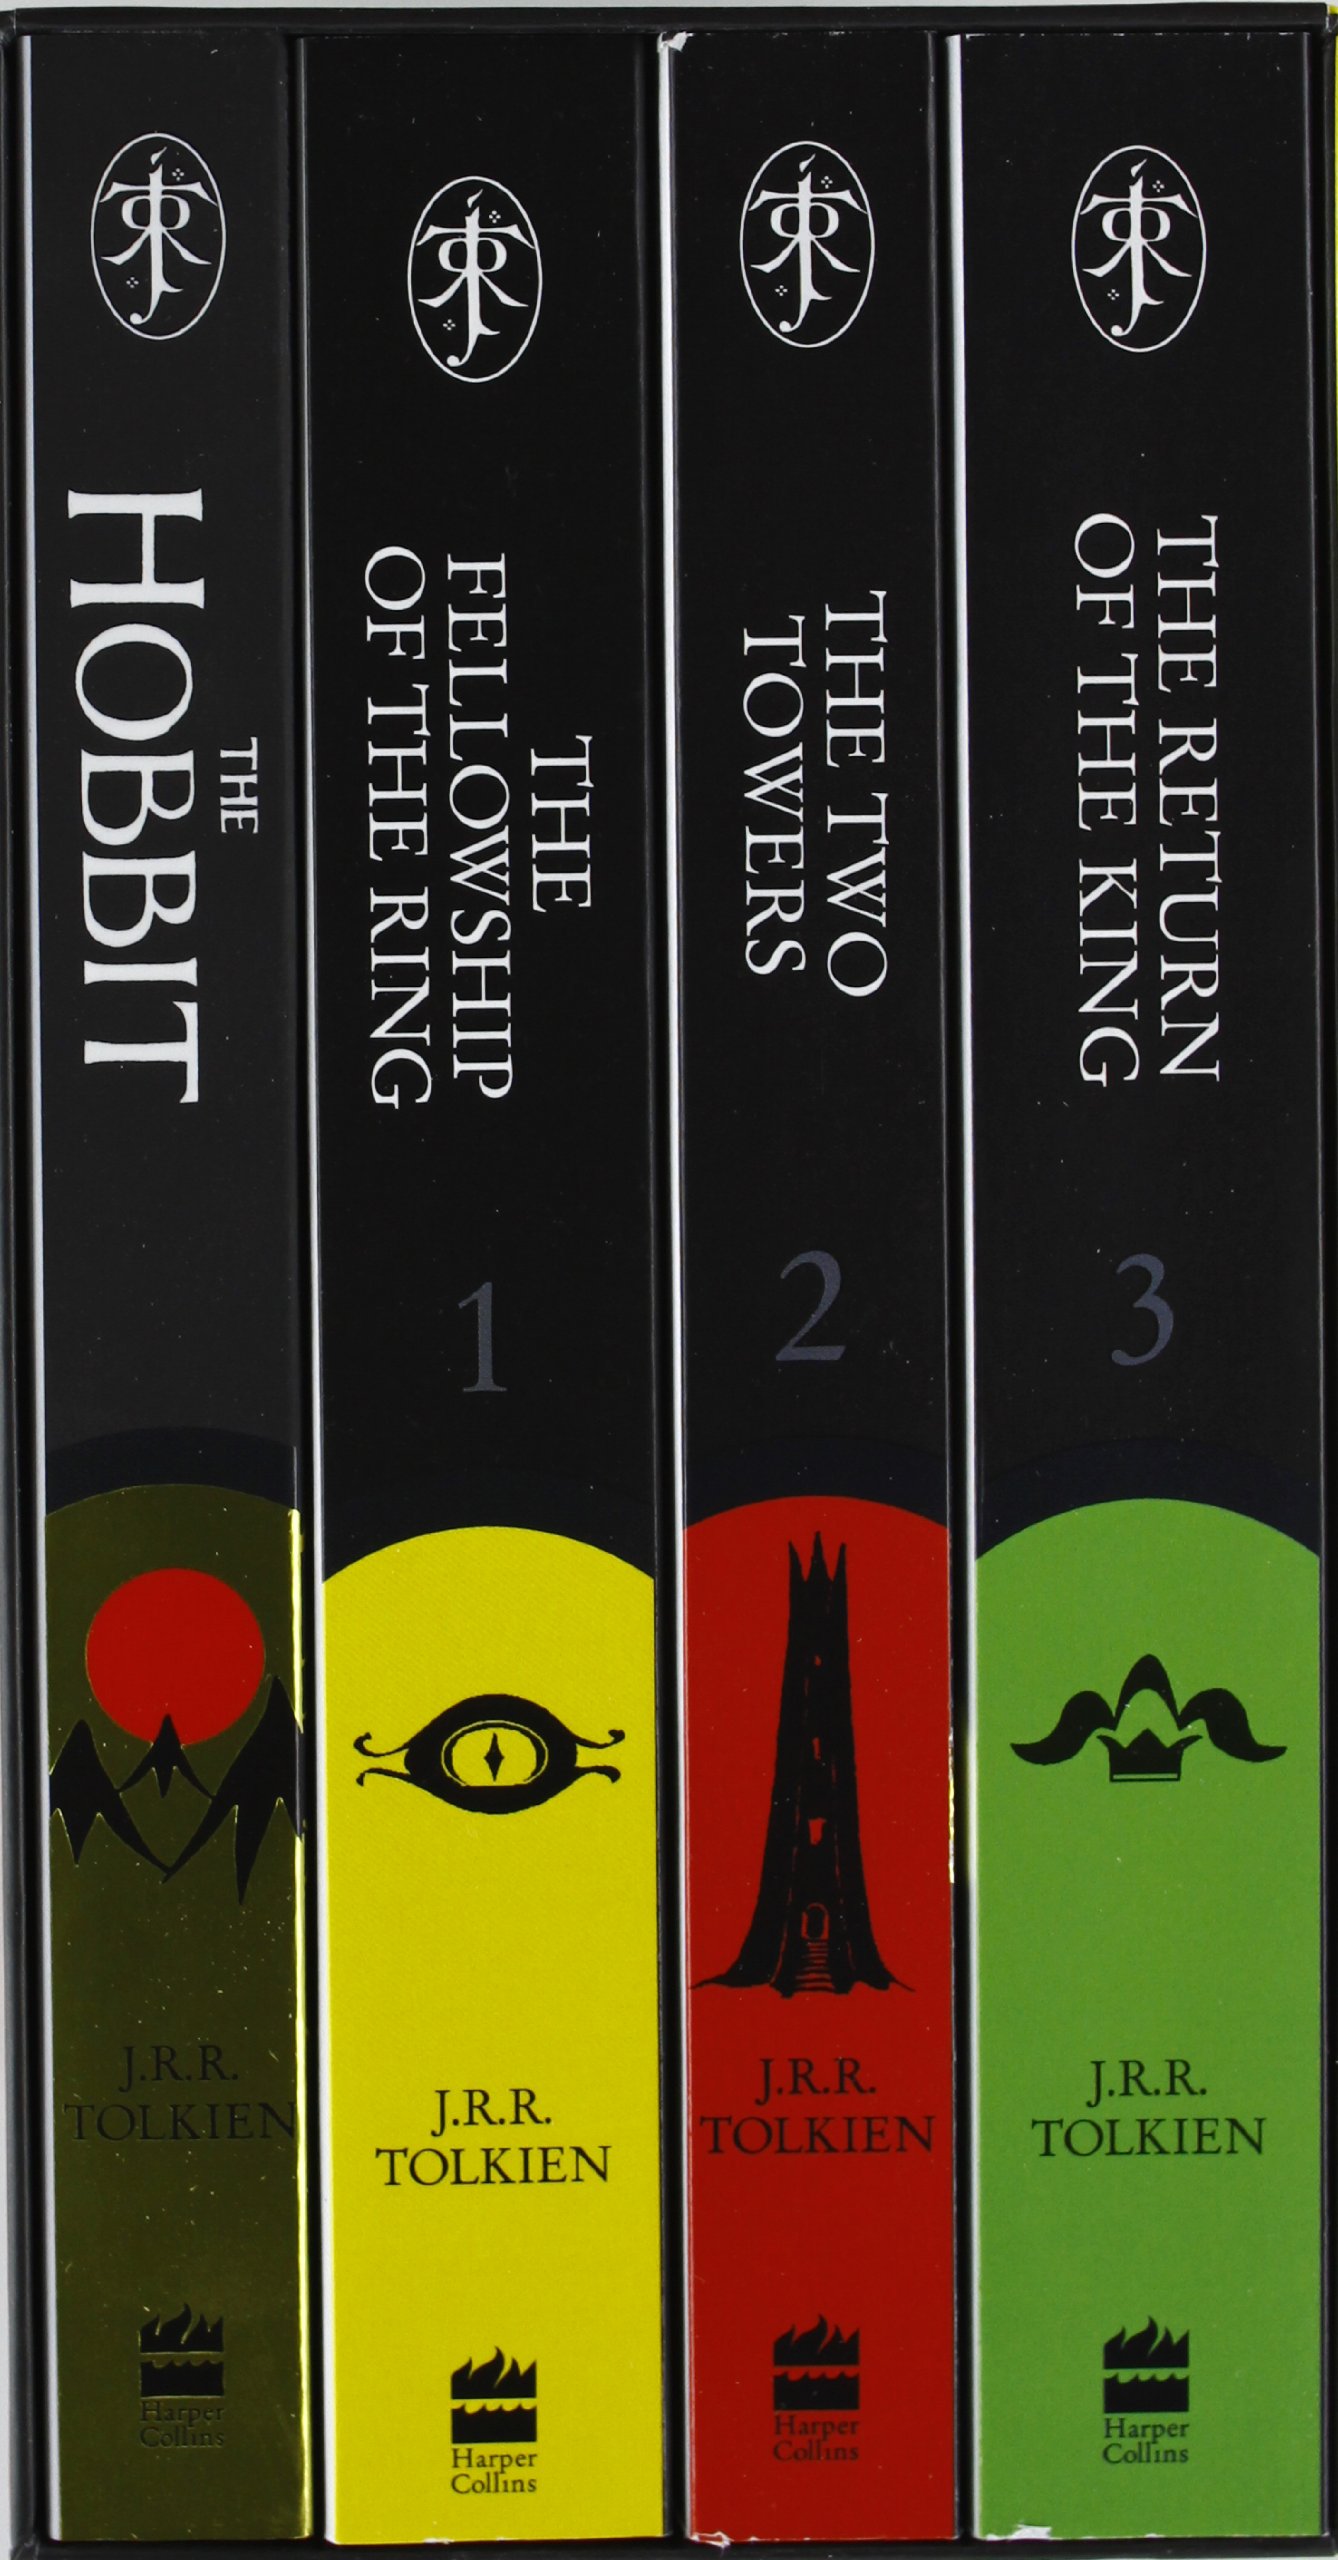 THE
HOBBIT
J.R.R.
TOLKIEN
Harper
Collins
THE
FELLOWSHIP
OF THE RING
1
J.R.R.
TOLKIEN
Harper
Collins
THE TWO
TOWERS
2
J.R.R.
TOLKIEN
Harper
Collins
THE RETURN
OF THE KING
3
J.R.R.
TOLKIEN
Harper
Collins